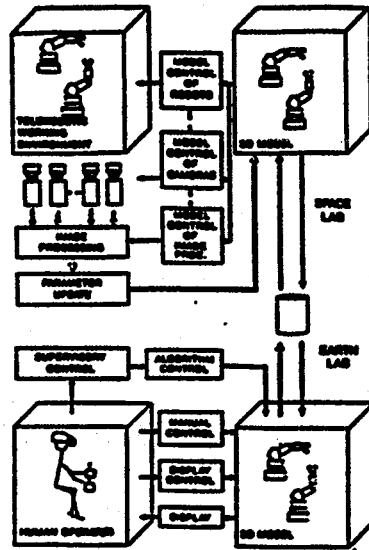 MODEL
CONTROL
OF
ROBOTS
TELEROBOTIC
WORKING
ENVIRONMENT
3D MODEL
MODEL
CONTROL
OF
CAMERAS
MODEL
CONTROL
OF
IMAGE
PROC.
SPACE
LAB
IMAGE
PROCESSING
PARAMETER
UPDATE
EARTH
LAB
SUPERVISORY
CONTROL
ALGORITHM
CONTROL
MANUAL
CONTROL
DISPLAY
CONTROL
DISPLAY
HUMAN OPERATOR
3D MODEL